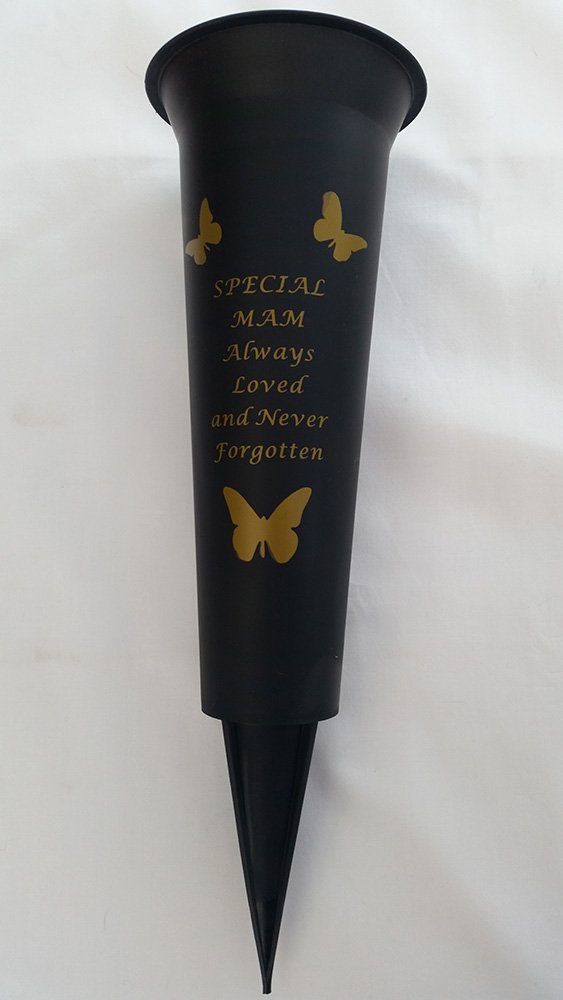 SPECIAL
MAM
Always
Loved
and Never
Forgotten